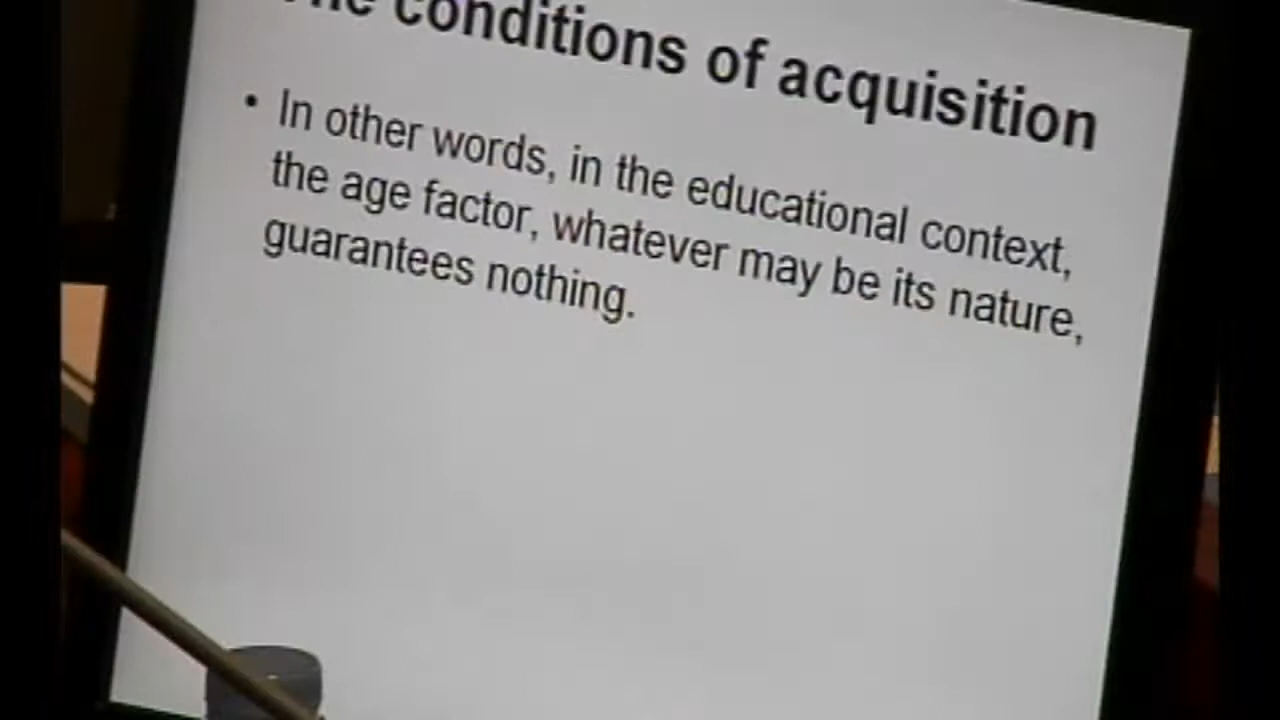 The conditions of acquisition
• In other words, in the educational context,
the age factor, whatever may be its nature,
guarantees nothing.